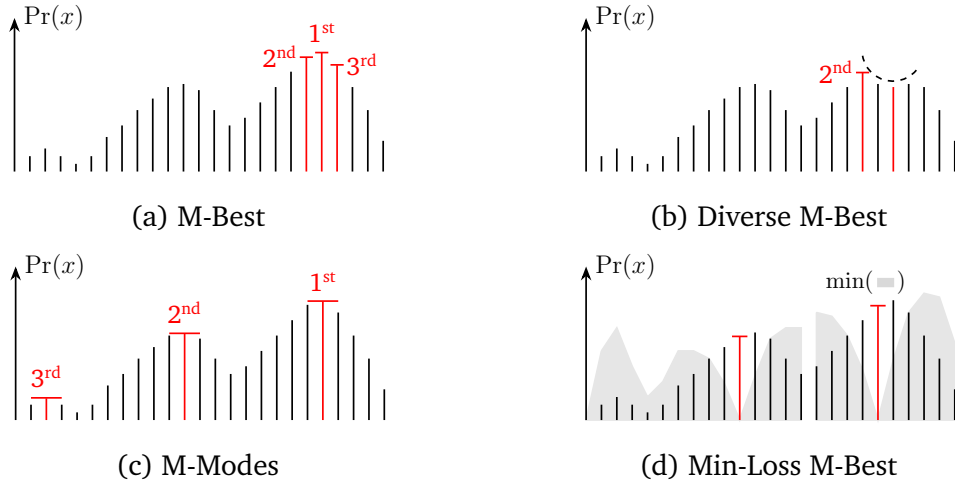 Pr(x)
1st
2nd
3rd
(a) M-Best
Pr(x)
2nd
(b) Diverse M-Best
Pr(x)
1st
2nd
3rd
(c) M-Modes
Pr(x)
min( )
(d) Min-Loss M-Best